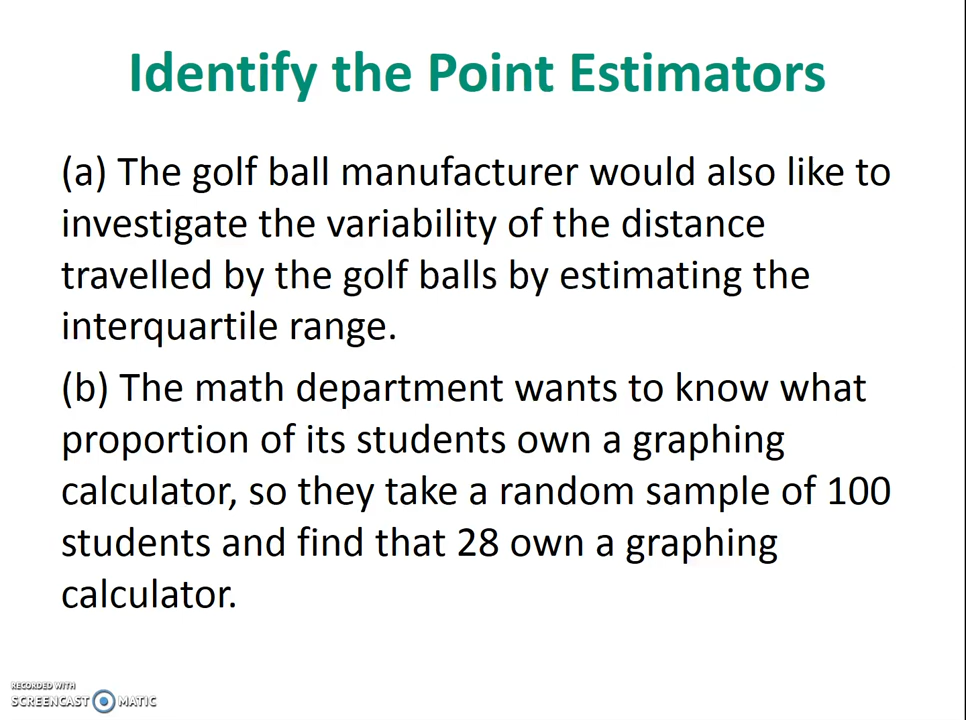 Identify the Point Estimators
(a) The golf ball manufacturer would also like to
investigate the variability of the distance
travelled by the golf balls by estimating the
interquartile range.
(b) The math department wants to know what
proportion of its students own a graphing
calculator, so they take a random sample of 100
students and find that 28 own a graphing
calculator.
RECORDED WITH
SCREENCAST MATIC